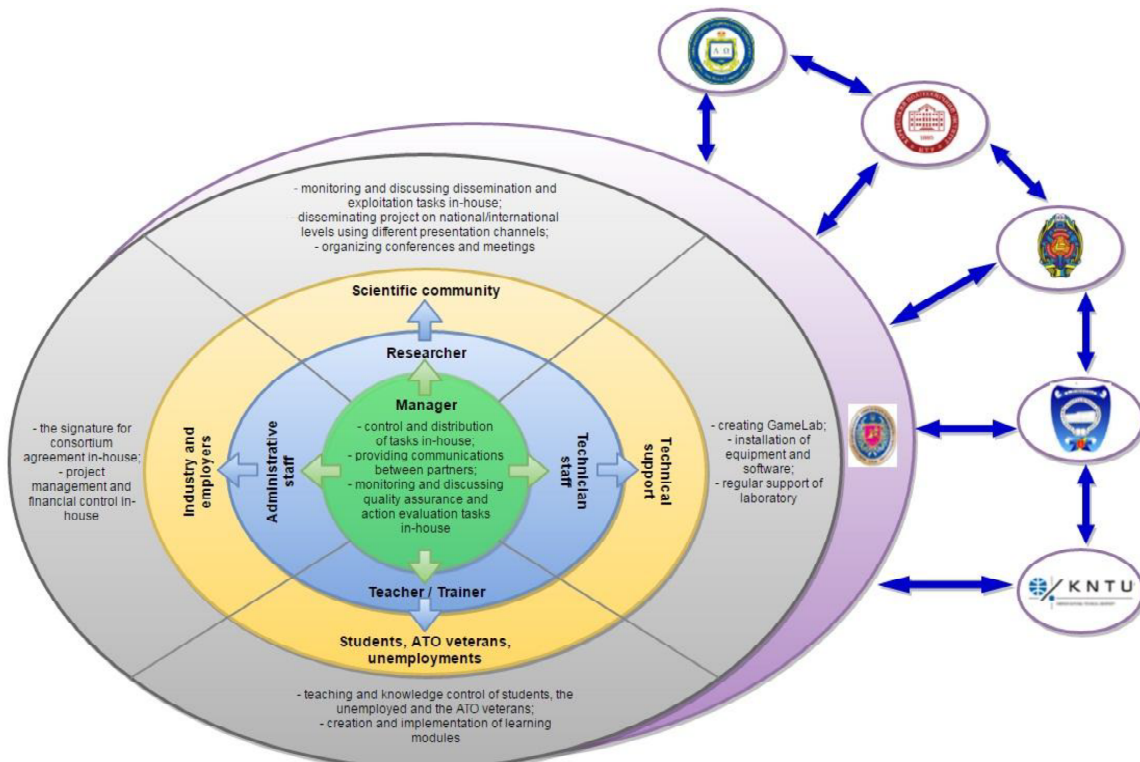 - monitoring and discussing dissemination and
exploitation tasks in-house;
disseminating project on national/international
levels using different presentation channels;
- organizing conferences and meetings
Scientific community
Researcher
Manager
- control and distribution
of tasks in-house;
- providing communications
between partners;
- monitoring and discussing
quality assurance and
action evaluation tasks
in-house
- the signature for
consortium
agreement in-house;
- project
management and
financial control in-
house
Industry and
employers
Administrative
staff
Technician
staff
Technical
support
- creating GameLab;
- installation of
equipment and
software;
- regular support of
laboratory
Teacher / Trainer
Students, ATO veterans,
unemployments
- teaching and knowledge control of students, the
unemployed and the ATO veterans;
- creation and implementation of learning
modules
1885
KNTU